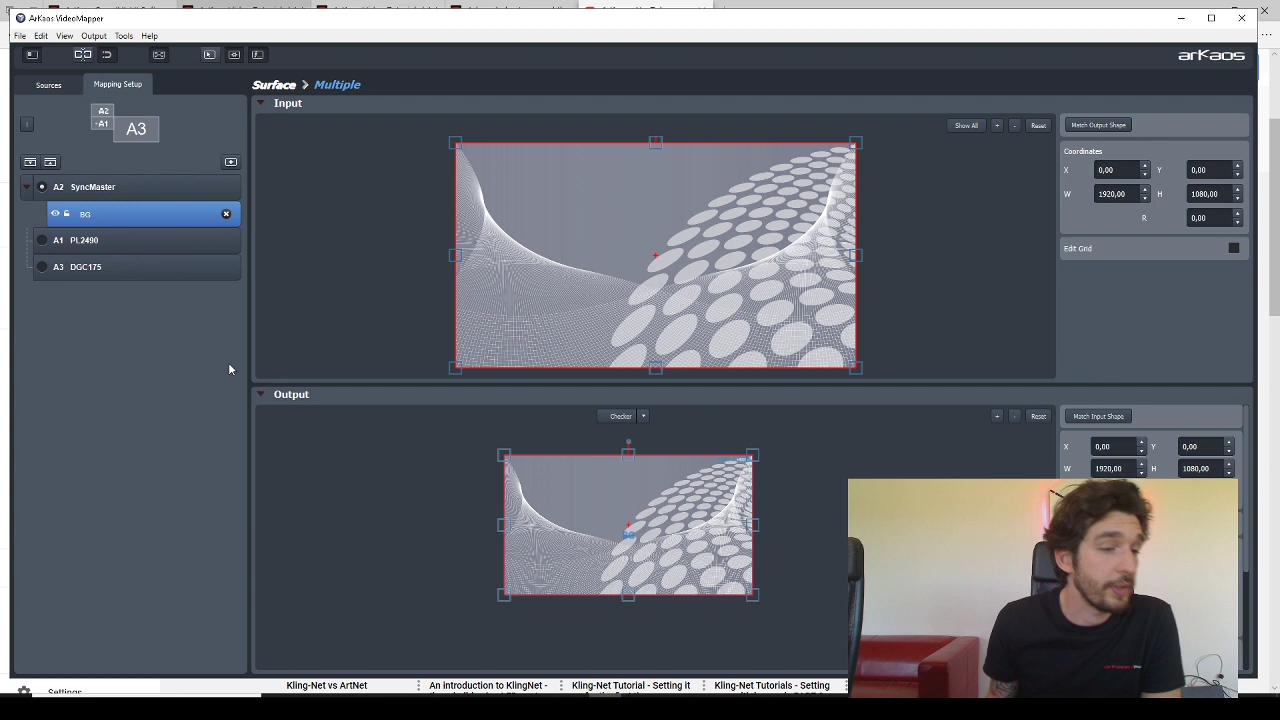 ArKaos VideoMapper
File Edit View Output Tools Help
arKaos
Sources Mapping Setup
Surface > Multiple
A2
A1
A3
A2 SyncMaster
BG
A1 PL2490
A3 DGC175
Input
Show All + - Reset
Match Output Shape
Coordinates
X 0,00 Y 0,00
W 1920,00 H 1080,00
R 0,00
Edit Grid
Output
Checker
+ - Reset
Match Input Shape
X 0,00 Y 0,00
W 1920,00 H 1080,00
BG
Settings
Kling-Net vs ArtNet
An introduction to KlingNet -
Kling-Net Tutorial - Setting it
Kling-Net Tutorials - Setting